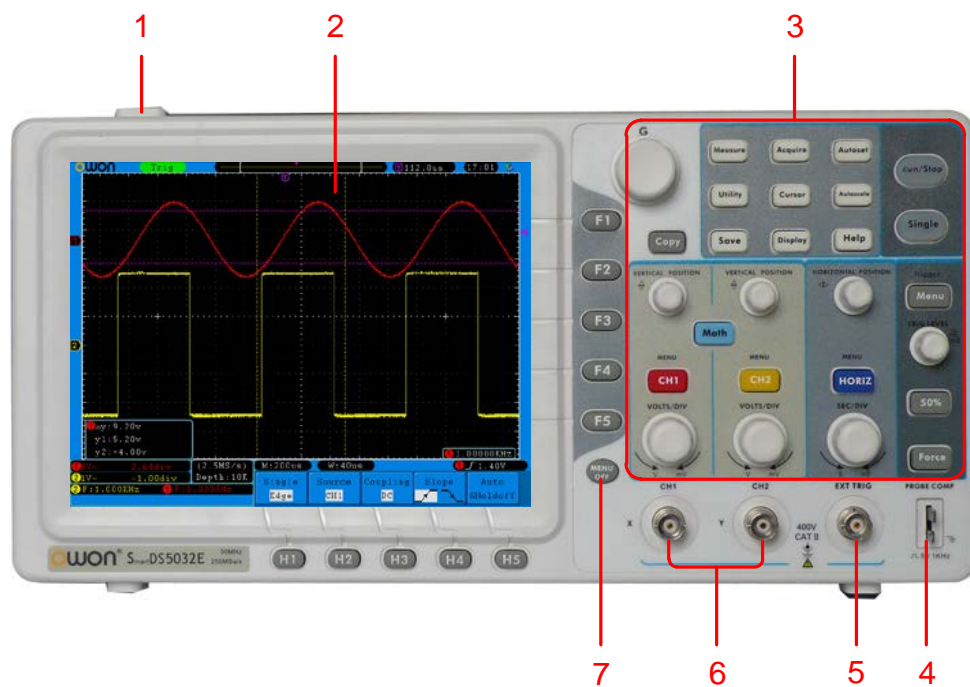 1
2
3
G
owon
Trig
112.0us
17:01
Measure
Acquire
Autoset
Run/Stop
Utility
Cursor
Autoscale
Single
Copy
Save
Display
Help
F1
F2
F3
F4
F5
MENU
OFF
VERTICAL POSITION
VERTICAL POSITION
HORIZONTAL POSITION
Trigger
Menu
TRIG LEVEL
Math
MENU
MENU
MENU
CH1
CH2
HORIZ
50%
VOLTS/DIV
VOLTS/DIV
SEC/DIV
Force
y1:5.20v
y2:-4.00v
1.00000KHz
(2.5MS/s)
Depth:10K
M:200us
W:40us
1.40V
1V~
-1.00div
F:1.000KHz
Single
Edge
Source
CH1
Coupling
DC
Slope
Auto
&Holdoff
CH1
CH2
EXT TRIG
PROBE COMP
X
Y
400V
CAT II
5V 1KHz
owon® SmartDS5032E
30MHz
H1
H2
H3
H4
H5
7
6
5
4